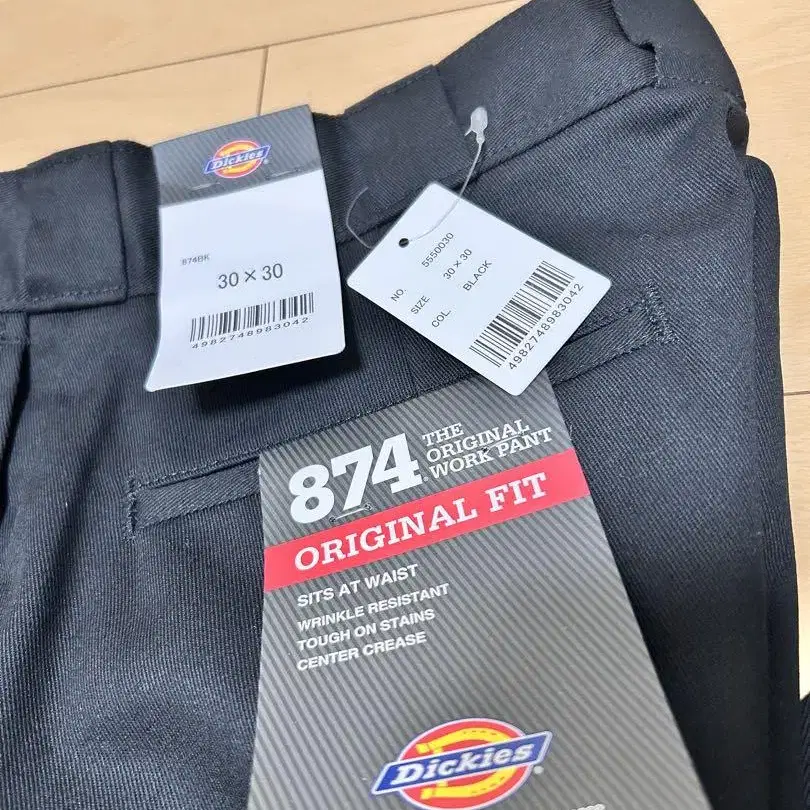 Dickies
874BK
30×30
4982748983042
NO. 5550030
SIZE 30×30
COL. BLACK
4982748983042
874
THE
ORIGINAL
WORK PANT
ORIGINAL FIT
SITS AT WAIST
WRINKLE RESISTANT
TOUGH ON STAINS
CENTER CREASE
Dickies